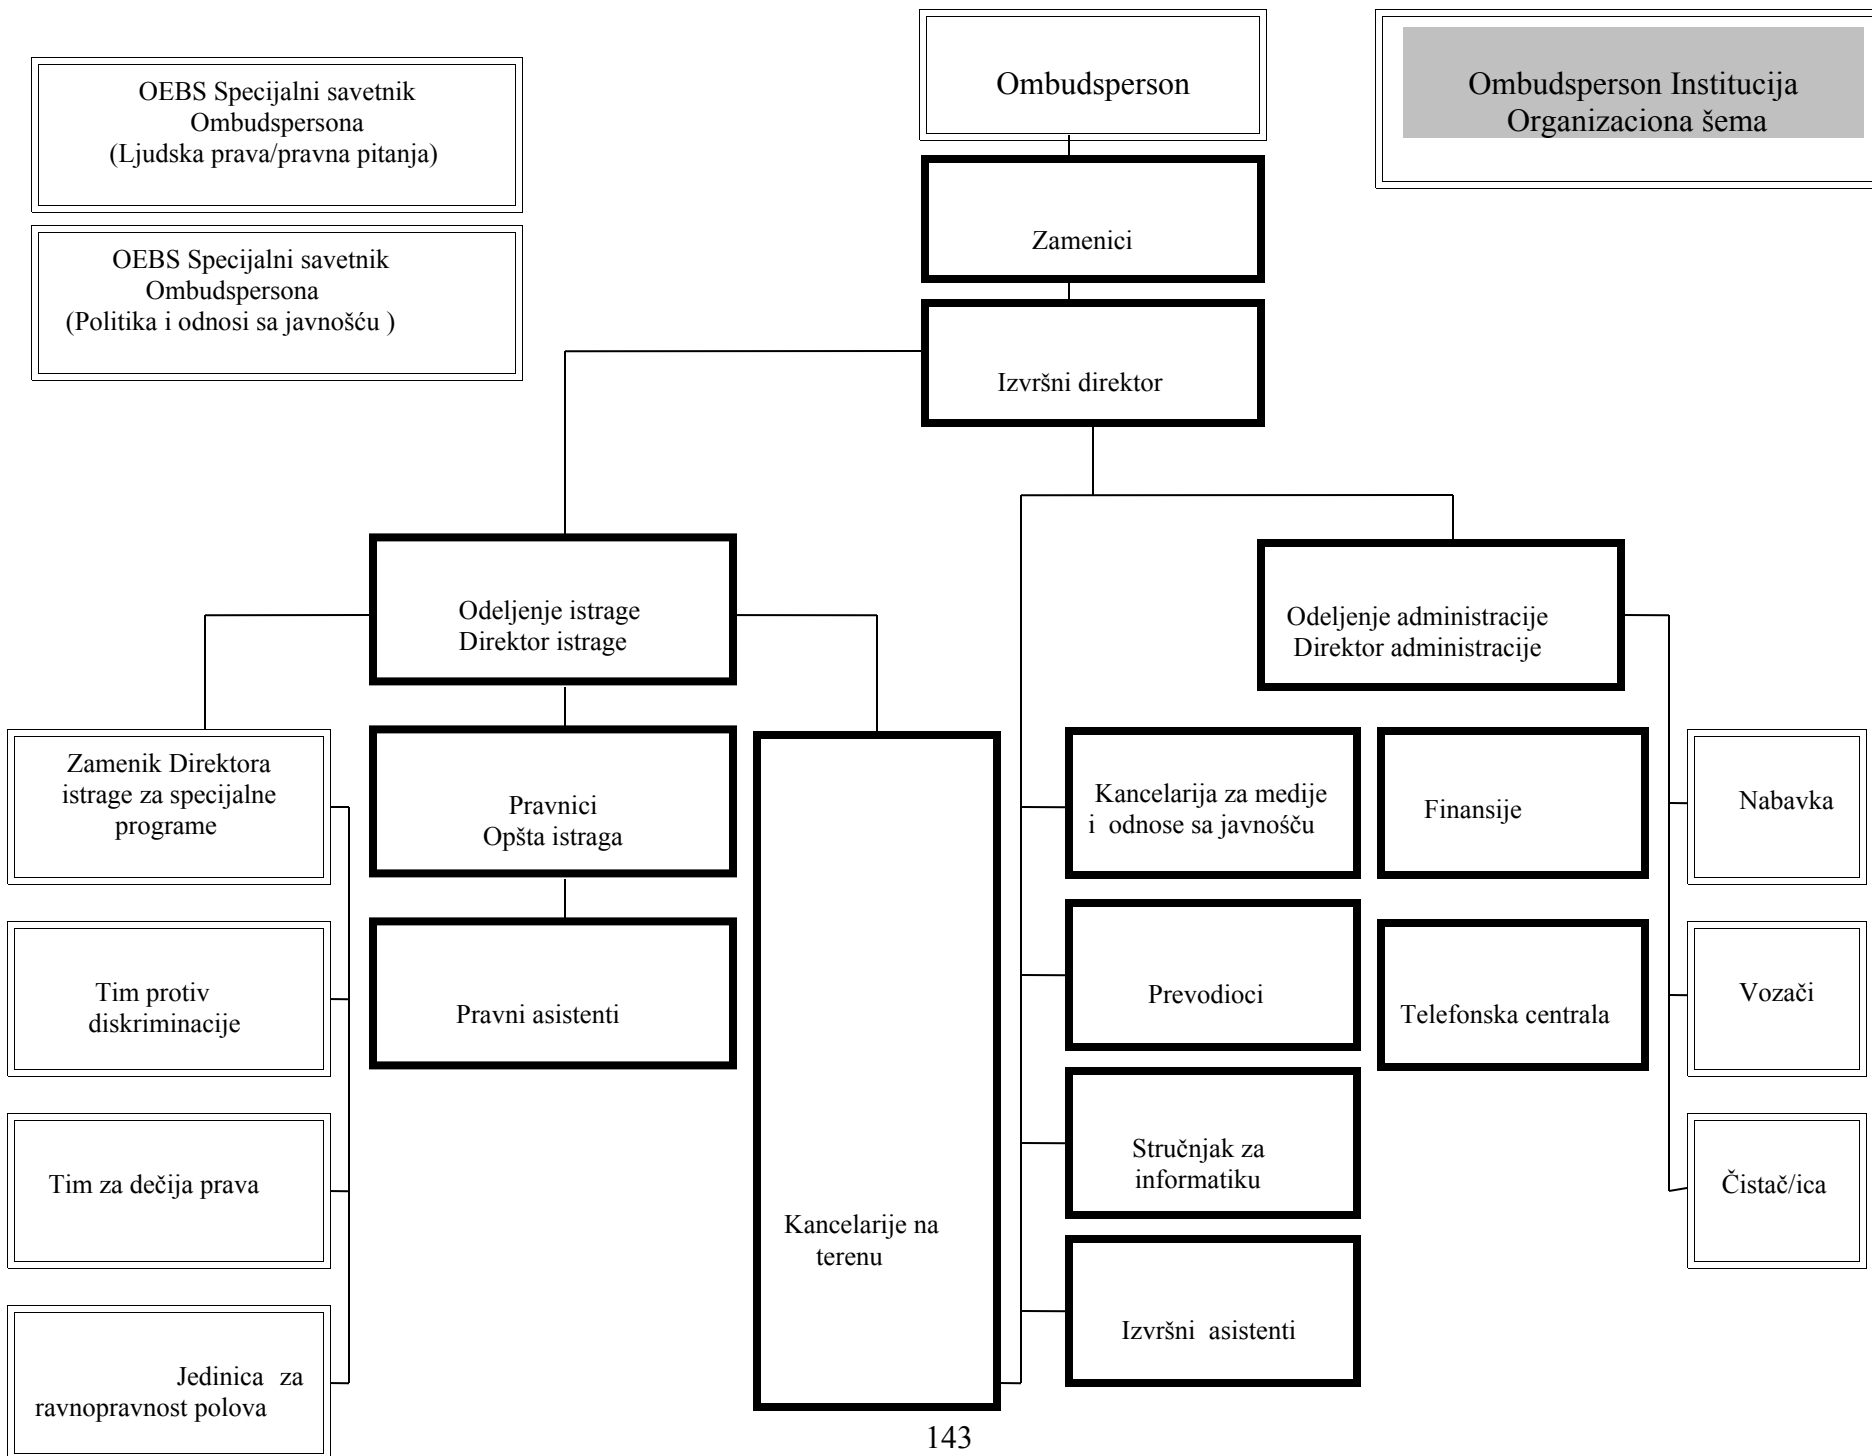 Ombudsperson
Ombudsperson Institucija
Organizaciona šema
OEBS Specijalni savetnik
Ombudspersona
(Ljudska prava/pravna pitanja)
Zamenici
OEBS Specijalni savetnik
Ombudspersona
(Politika i odnosi sa javnošću )
Izvršni direktor
Odeljenje istrage
Direktor istrage
Odeljenje administracije
Direktor administracije
Zamenik Direktora
istrage za specijalne
programe
Pravnici
Opšta istraga
Kancelarija za medije
i odnose sa javnošču
Finansije
Nabavka
Tim protiv
diskriminacije
Pravni asistenti
Prevodioci
Telefonska centrala
Vozači
Tim za dečija prava
Kancelarije na
terenu
Stručnjak za
informatiku
Čistač/ica
Jedinica za
ravnopravnost polova
Izvršni asistenti
143